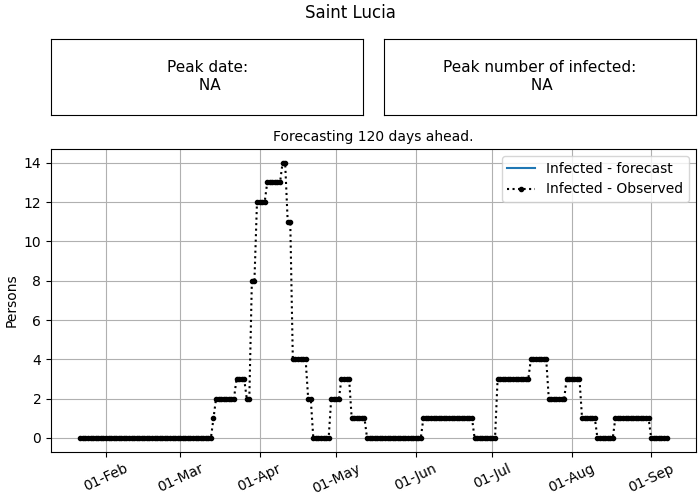 Saint Lucia
Peak date:
NA
Peak number of infected:
NA
Forecasting 120 days ahead.
Infected - forecast
Infected - Observed
Persons
14
12
10
8
6
4
2
0
01-Feb
01-Mar
01-Apr
01-May
01-Jun
01-Jul
01-Aug
01-Sep